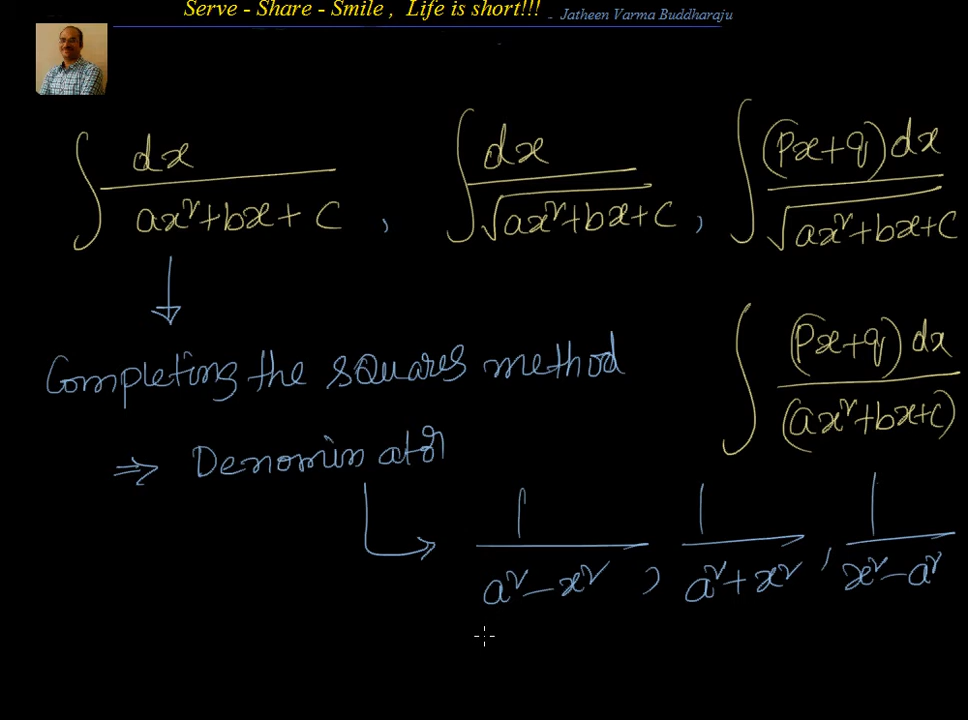 Serve - Share - Smile , Life is short!!! - Jatheen Varma Buddharaju
∫ dx / (ax²+bx+c) , ∫ dx / √(ax²+bx+c) , ∫ (px+q) dx / √(ax²+bx+c)
∫ (px+q) dx / (ax²+bx+c)
Completing the squares method
⇒ Denominator
1 / (a²-x²) , 1 / (a²+x²) , 1 / (x²-a²)